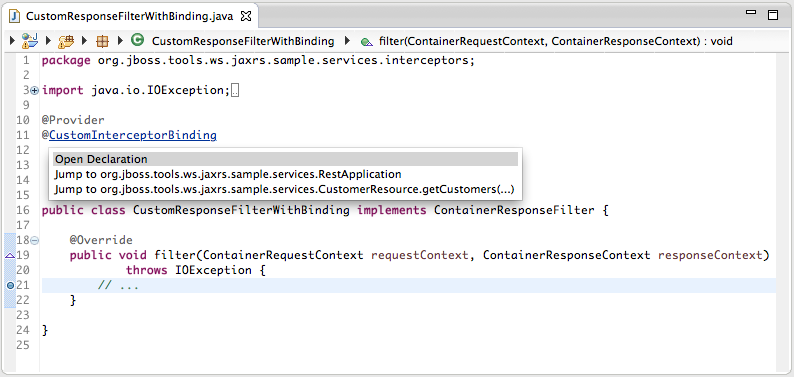 CustomResponseFilterWithBinding.java
CustomResponseFilterWithBinding filter(ContainerRequestContext, ContainerResponseContext) : void
1 package org.jboss.tools.ws.jaxrs.sample.services.interceptors;
2
3 import java.io.IOException;
9
10 @Provider
11 @CustomInterceptorBinding
12
Open Declaration
Jump to org.jboss.tools.ws.jaxrs.sample.services.RestApplication
Jump to org.jboss.tools.ws.jaxrs.sample.services.CustomerResource.getCustomers(...)
16 public class CustomResponseFilterWithBinding implements ContainerResponseFilter {
17
18 @Override
19 public void filter(ContainerRequestContext requestContext, ContainerResponseContext responseContext)
20 throws IOException {
21 // ...
22 }
23
24 }
25